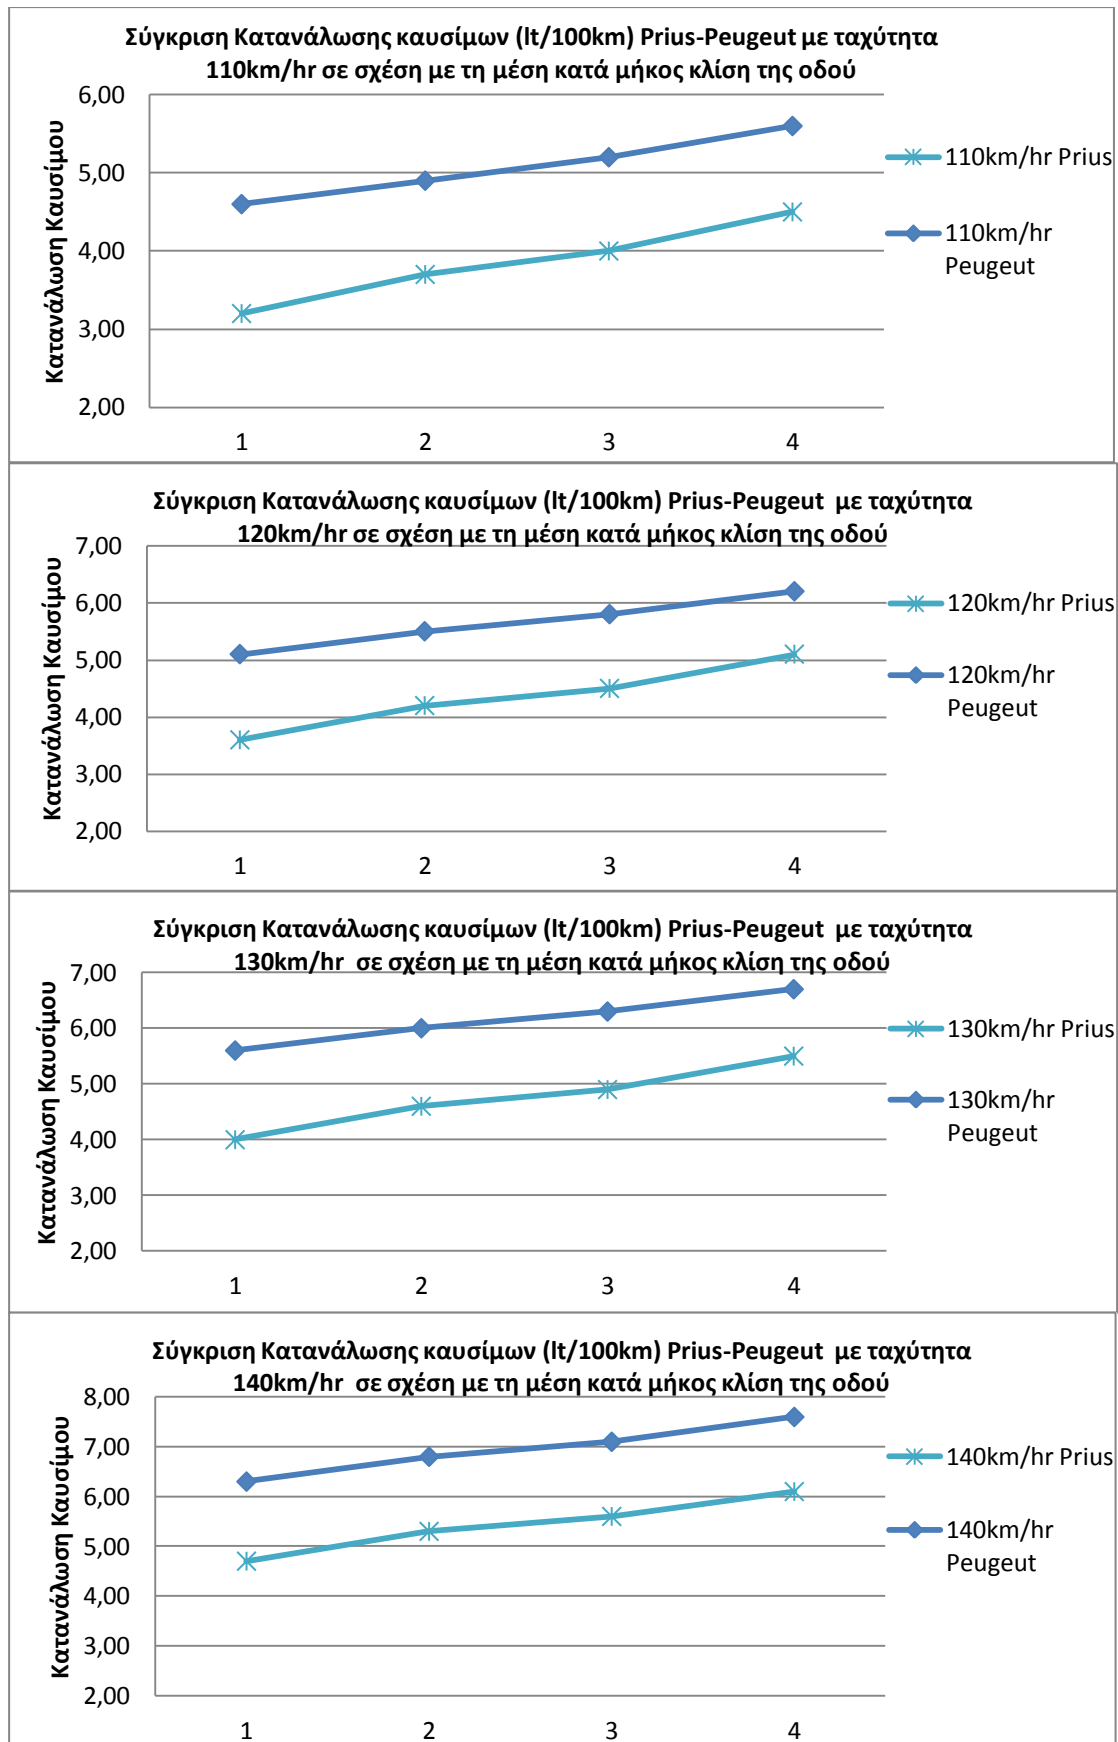 Σύγκριση Κατανάλωσης καυσίμων (lt/100km) Prius-Peugeut με ταχύτητα
110km/hr σε σχέση με τη μέση κατά μήκος κλίση της οδού
Κατανάλωση Καυσίμου
6,00
5,00
4,00
3,00
2,00
1 2 3 4
110km/hr Prius
110km/hr
Peugeut
Σύγκριση Κατανάλωσης καυσίμων (lt/100km) Prius-Peugeut με ταχύτητα
120km/hr σε σχέση με τη μέση κατά μήκος κλίση της οδού
Κατανάλωση Καυσίμου
7,00
6,00
5,00
4,00
3,00
2,00
1 2 3 4
120km/hr Prius
120km/hr
Peugeut
Σύγκριση Κατανάλωσης καυσίμων (lt/100km) Prius-Peugeut με ταχύτητα
130km/hr σε σχέση με τη μέση κατά μήκος κλίση της οδού
Κατανάλωση Καυσίμου
7,00
6,00
5,00
4,00
3,00
2,00
1 2 3 4
130km/hr Prius
130km/hr
Peugeut
Σύγκριση Κατανάλωσης καυσίμων (lt/100km) Prius-Peugeut με ταχύτητα
140km/hr σε σχέση με τη μέση κατά μήκος κλίση της οδού
Κατανάλωση Καυσίμου
8,00
7,00
6,00
5,00
4,00
3,00
2,00
1 2 3 4
140km/hr Prius
140km/hr
Peugeut